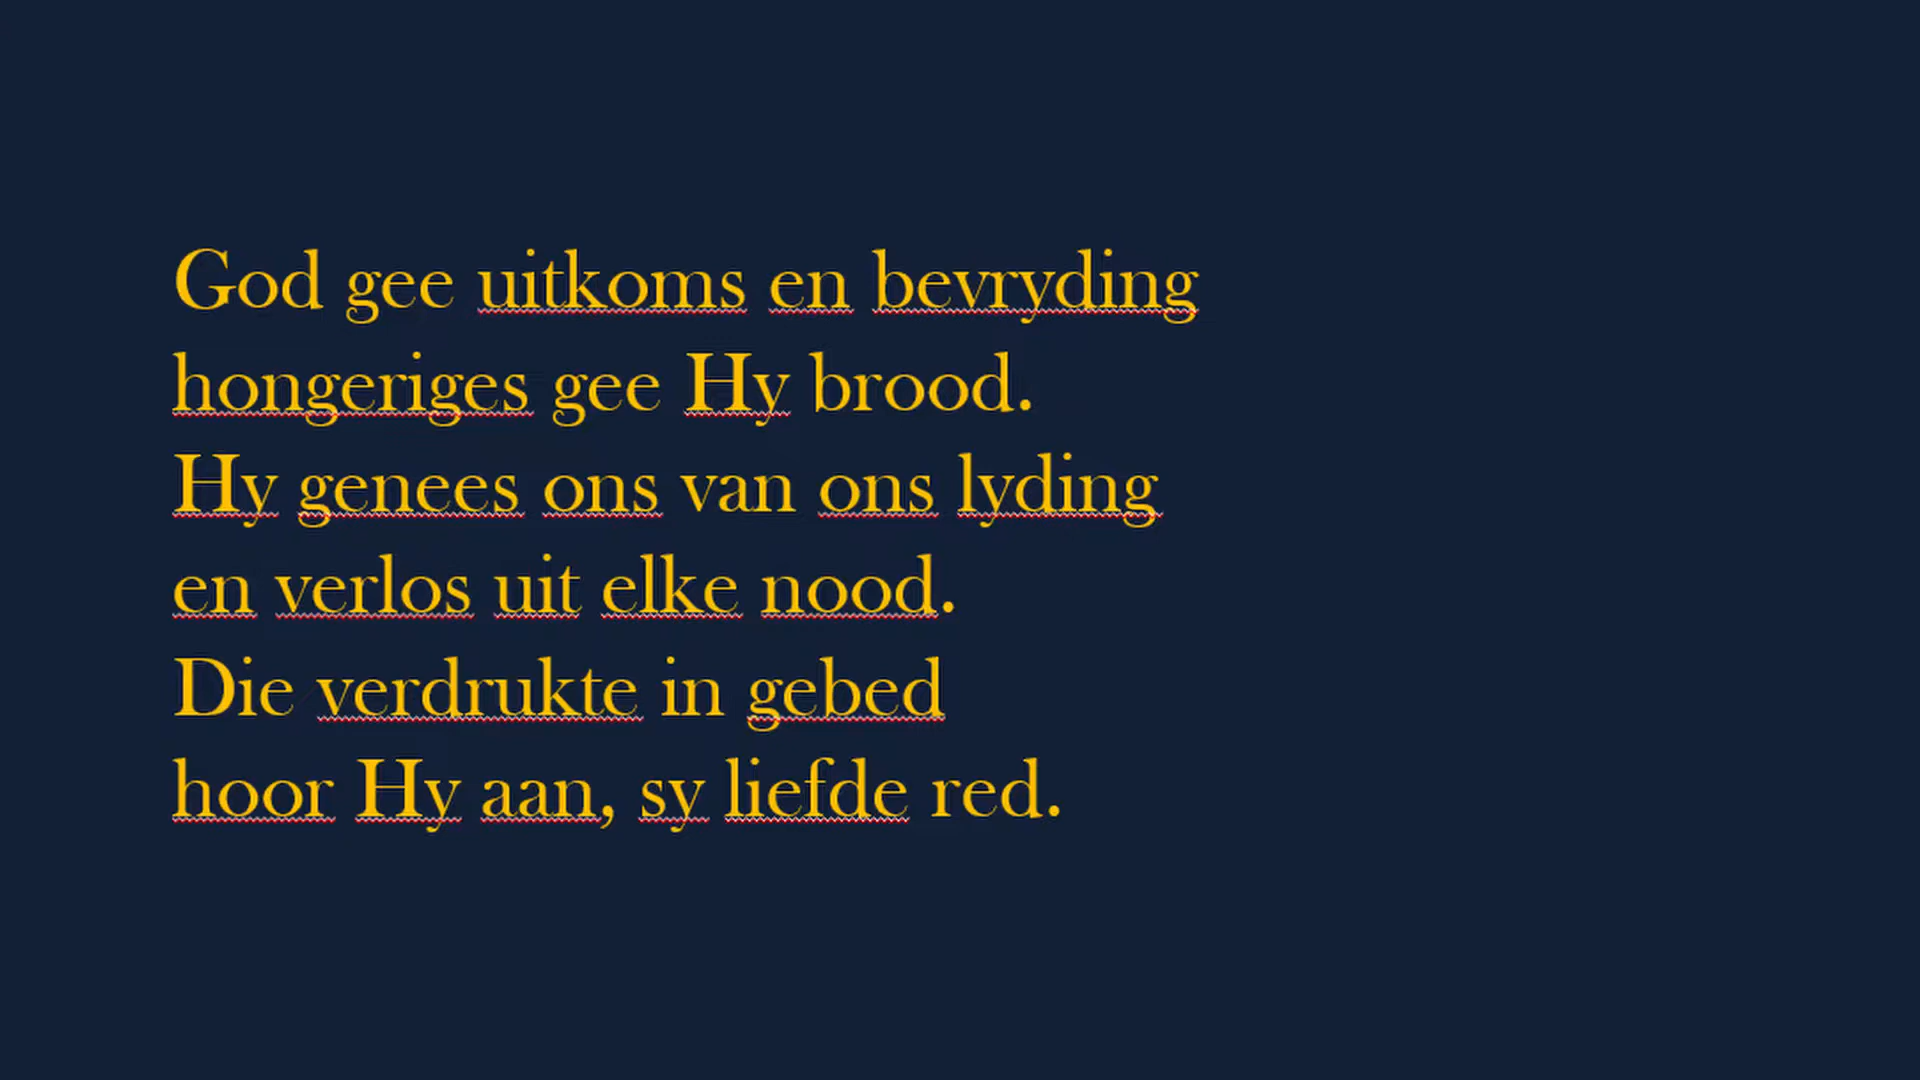 God gee uitkoms en bevryding
hongeriges gee Hy brood.
Hy genees ons van ons lyding
en verlos uit elke nood.
Die verdrukte in gebed
hoor Hy aan, sy liefde red.